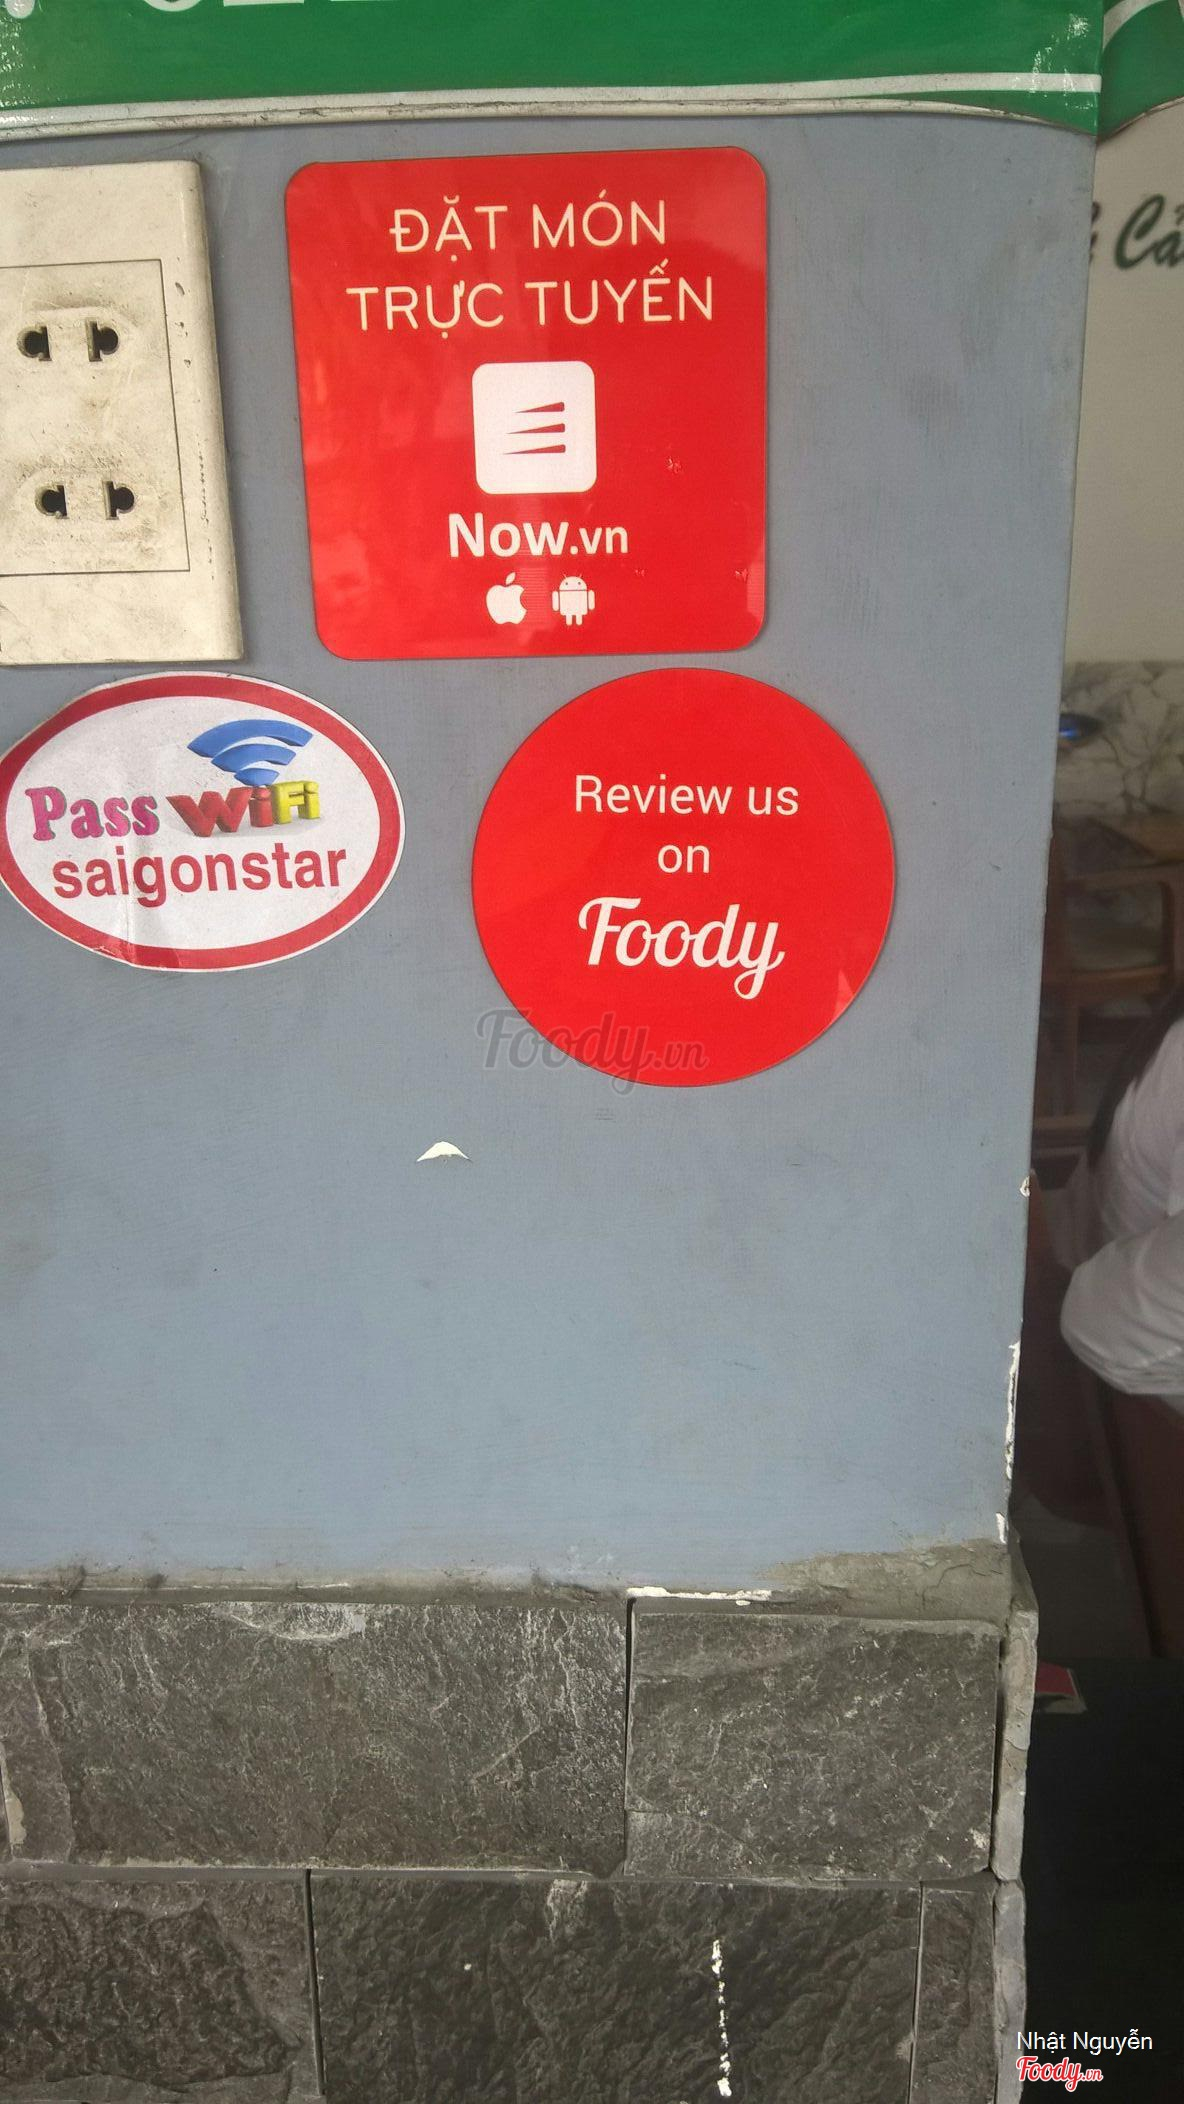 ĐẶT MÓN
TRỰC TUYẾN
Now.vn
Pass WiFi
saigonstar
Review us
on
Foody
Foody.vn
Nhật Nguyễn
Foody.vn